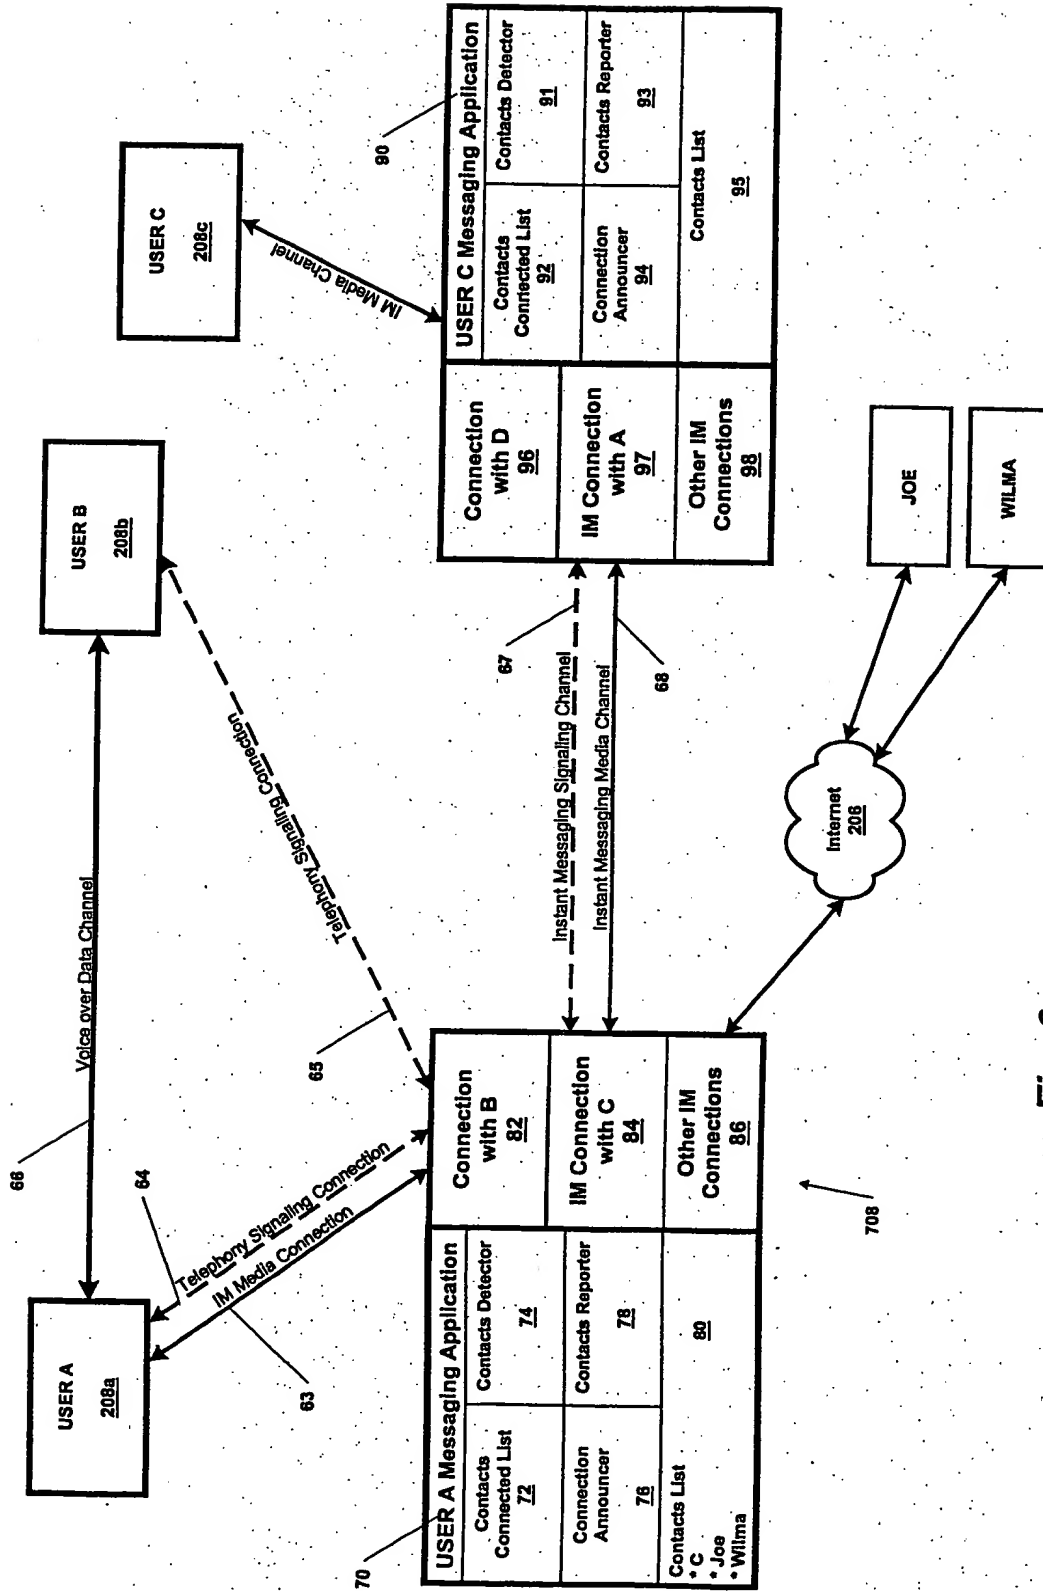 66
Voice over Data Channel
USER A
208a
USER B
208b
USER C
208c
64
Telephony Signaling Connection
IM Media Connection
63
65
Telephony Signaling Connection
IM Media Channel
70
USER A Messaging Application
Contacts
Connected List
72
Contacts Detector
74
Connection
Announcer
76
Contacts Reporter
78
Contacts List
* C
* Joe
* Wilma
80
Connection
with B
82
IM Connection
with C
84
Other IM
Connections
86
708
67
Instant Messaging Signaling Channel
Instant Messaging Media Channel
68
90
USER C Messaging Application
Contacts
Connected List
92
Contacts Detector
91
Connection
Announcer
94
Contacts Reporter
93
Contacts List
95
Connection
with D
96
IM Connection
with A
97
Other IM
Connections
98
Internet
206
JOE
WILMA